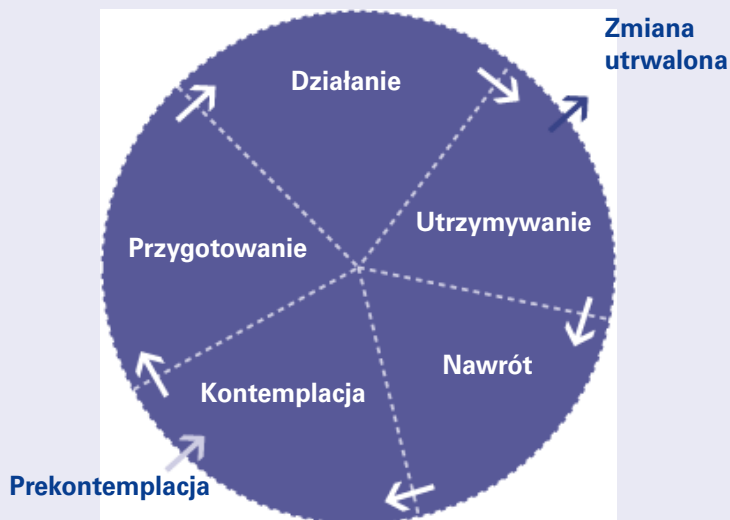 Zmiana
utrwalona
Działanie
Utrzymywanie
Przygotowanie
Nawrót
Kontemplacja
Prekontemplacja